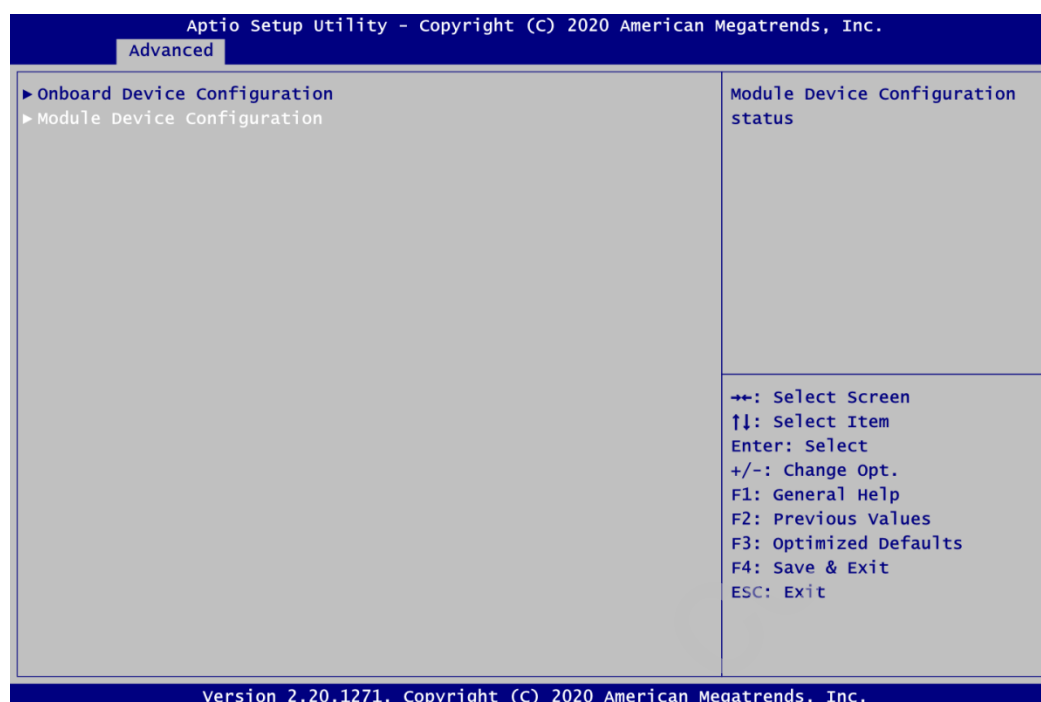 Aptio Setup Utility - Copyright (C) 2020 American Megatrends, Inc.
Advanced
►Onboard Device Configuration
►Module Device Configuration
Module Device Configuration
status
→←: Select Screen
↑↓: Select Item
Enter: Select
+/-: Change Opt.
F1: General Help
F2: Previous Values
F3: Optimized Defaults
F4: Save & Exit
ESC: Exit
Version 2.20.1271. Copyright (C) 2020 American Megatrends, Inc.